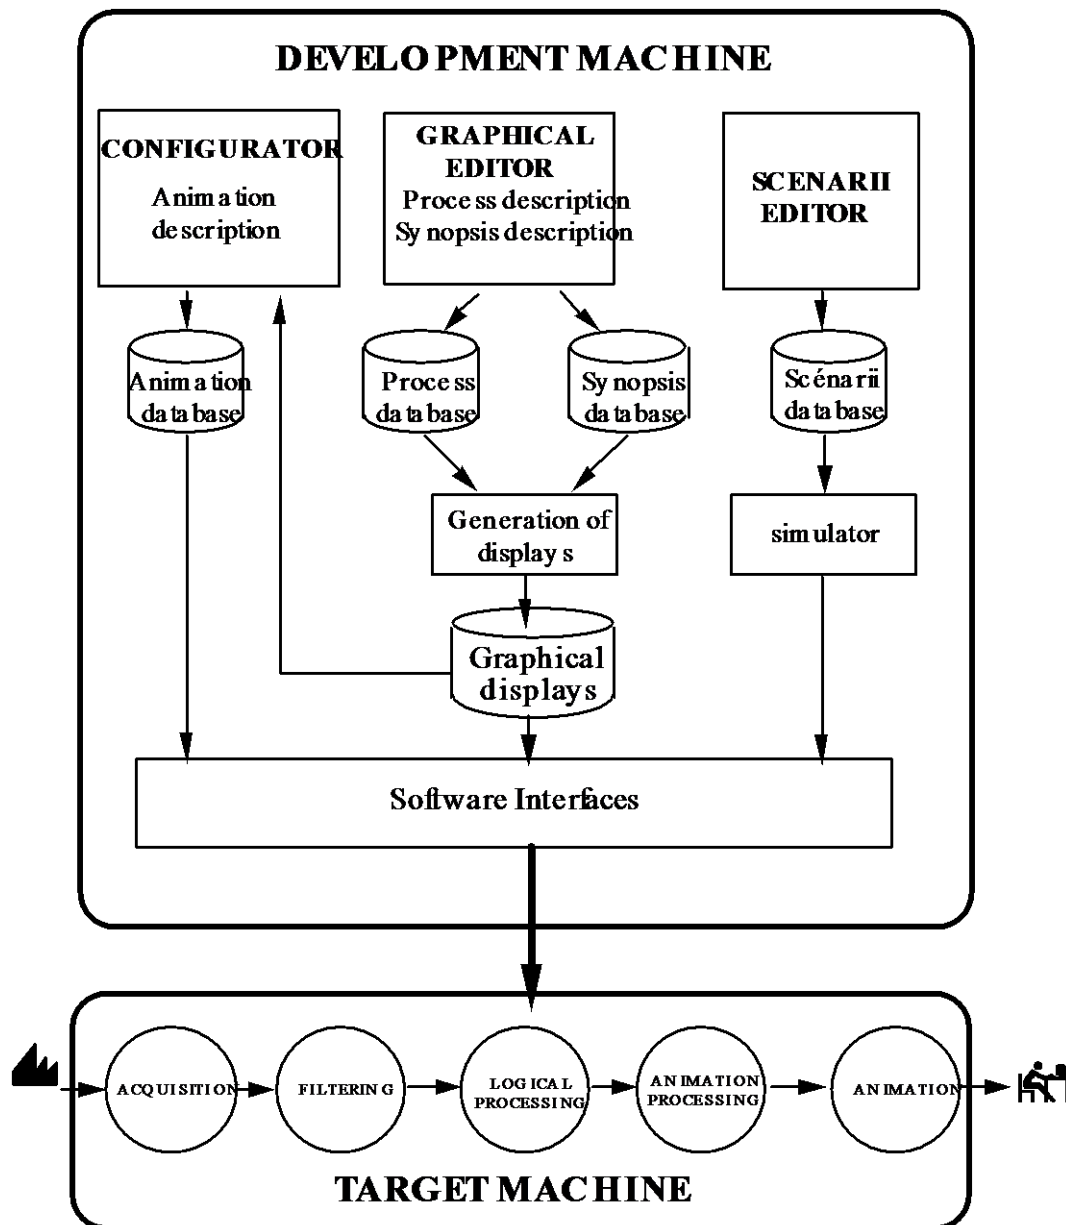 DEVELOPMENT MACHINE
CONFIGURATOR
Animation
description
GRAPHICAL
EDITOR
Process description
Synopsis description
SCENARII
EDITOR
Animation
database
Process
database
Synopsis
database
Scénarii
database
Generation of
displays
simulator
Graphical
displays
Software Interfaces
ACQUISITION
FILTERING
LOGICAL
PROCESSING
ANIMATION
PROCESSING
ANIMATION
TARGET MACHINE